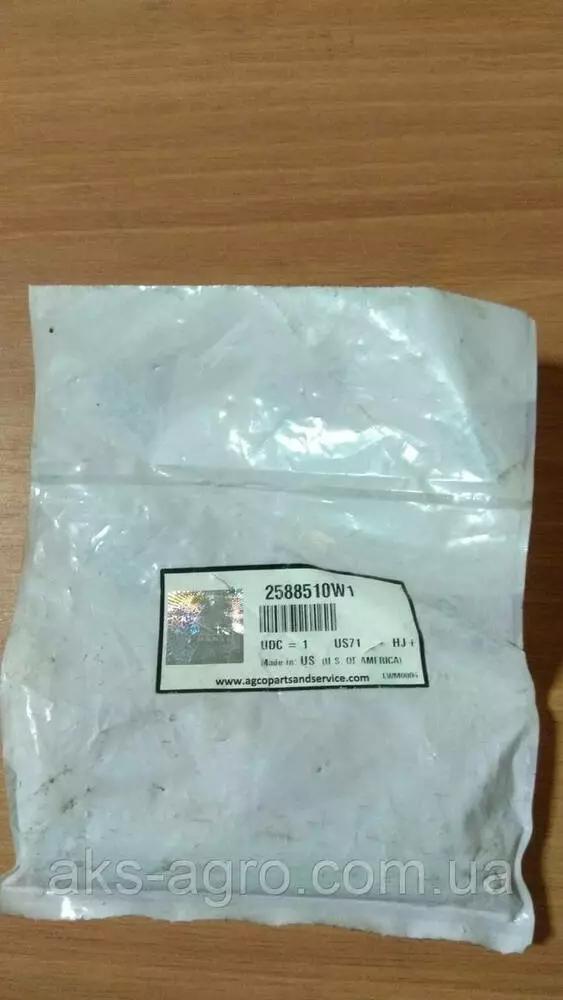 2588510W1
UDC = 1 US71 HJ +
Made in: US (U.S. OF AMERICA)
www.agcopartsandservice.com
aks-agro.com.ua